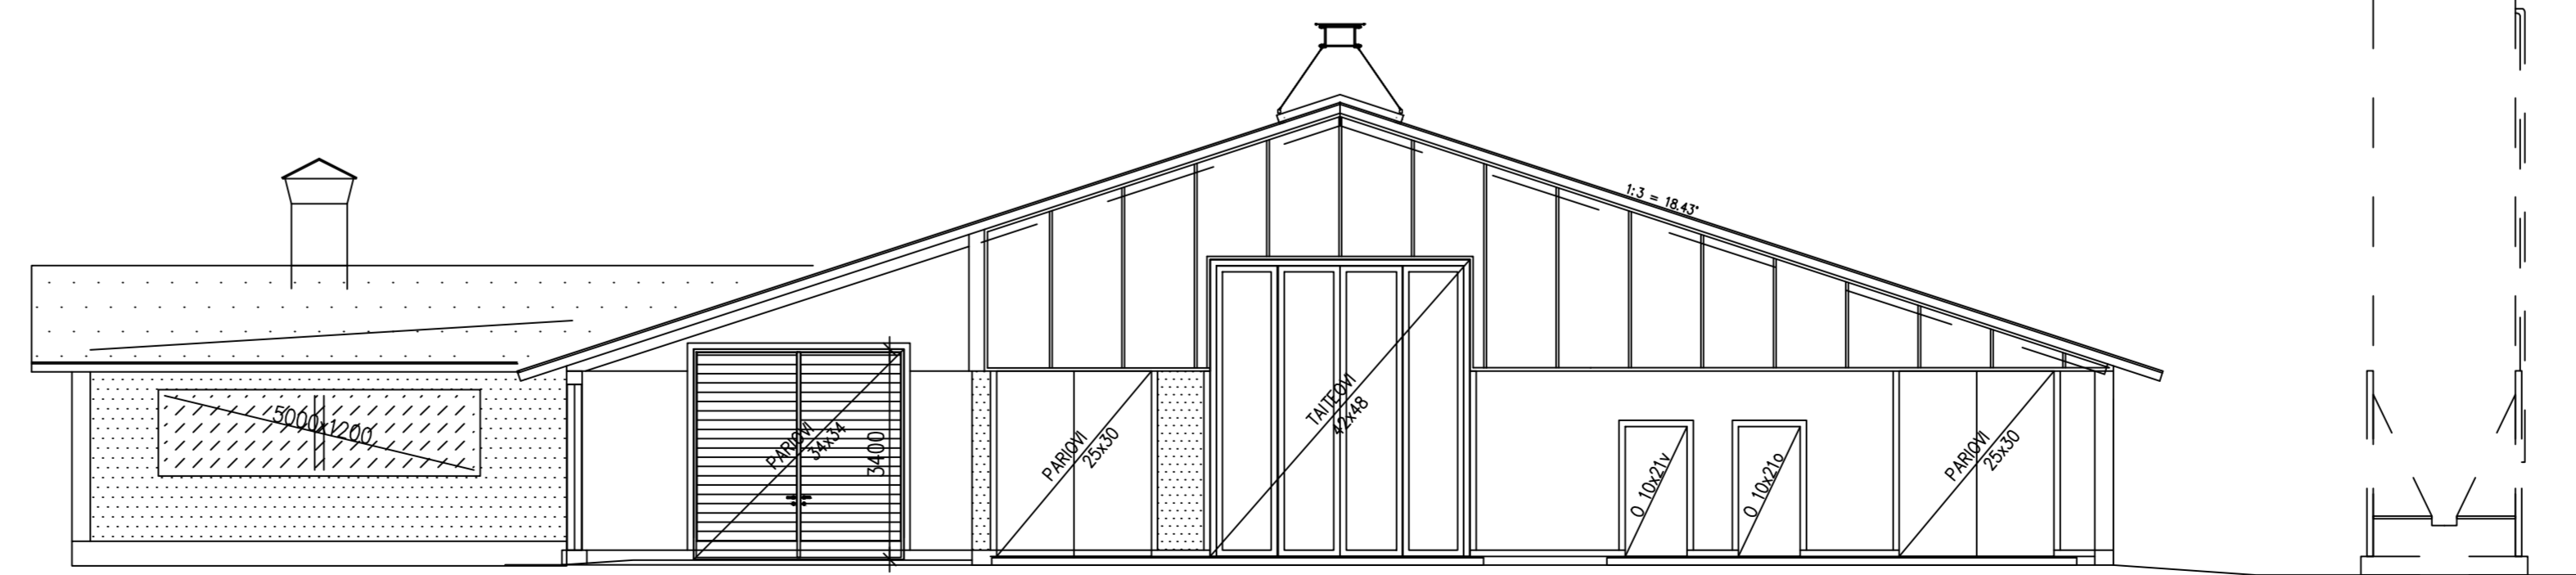 1:3 = 18.43°
5000x1200
PARIOVI
34x34
3400
PARIOVI
25x30
TAITEOVI
42x48
O 10x21v
O 10x21o
PARIOVI
25x30